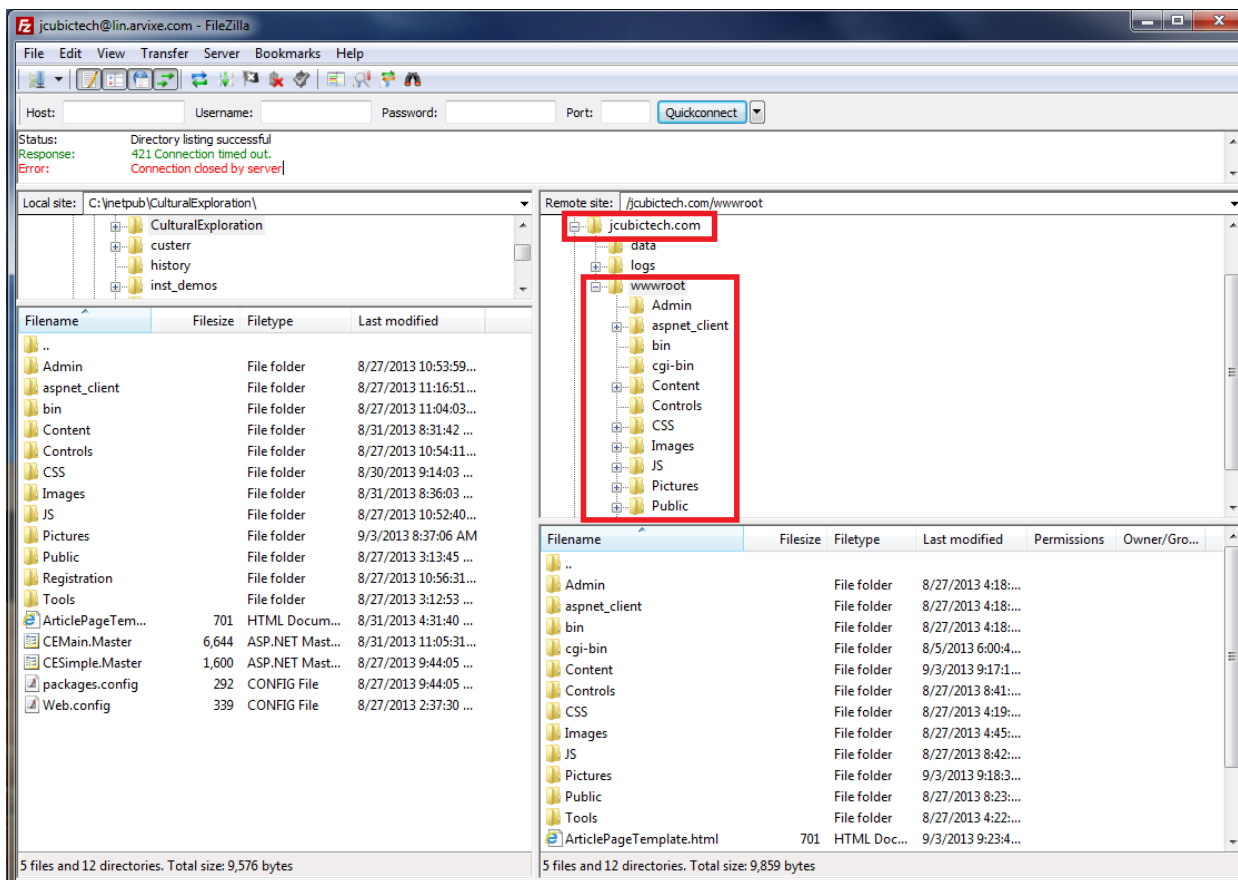 jcubictech@lin.arvixe.com - FileZilla
File Edit View Transfer Server Bookmarks Help
Host: Username: Password: Port: Quickconnect
Status: Directory listing successful
Response: 421 Connection timed out.
Error: Connection closed by server
Local site: C:\inetpub\CulturalExploration\
CulturalExploration
custerr
history
inst_demos
Filename Filesize Filetype Last modified
..
Admin File folder 8/27/2013 10:53:59...
aspnet_client File folder 8/27/2013 11:16:51...
bin File folder 8/27/2013 11:04:03...
Content File folder 8/31/2013 8:31:42 ...
Controls File folder 8/27/2013 10:54:11...
CSS File folder 8/30/2013 9:14:03 ...
Images File folder 8/31/2013 8:36:03 ...
JS File folder 8/27/2013 10:52:40...
Pictures File folder 9/3/2013 8:37:06 AM
Public File folder 8/27/2013 3:13:45 ...
Registration File folder 8/27/2013 10:56:31...
Tools File folder 8/27/2013 3:12:53 ...
ArticlePageTem... 701 HTML Docum... 8/31/2013 4:31:40 ...
CEMain.Master 6,644 ASP.NET Mast... 8/31/2013 11:05:31...
CESimple.Master 1,600 ASP.NET Mast... 8/27/2013 9:44:05 ...
packages.config 292 CONFIG File 8/27/2013 9:44:05 ...
Web.config 339 CONFIG File 8/27/2013 2:37:30 ...
5 files and 12 directories. Total size: 9,576 bytes
Remote site: /jcubictech.com/wwwroot
jcubictech.com
data
logs
wwwroot
Admin
aspnet_client
bin
cgi-bin
Content
Controls
CSS
Images
JS
Pictures
Public
Filename Filesize Filetype Last modified Permissions Owner/Gro...
..
Admin File folder 8/27/2013 4:18:...
aspnet_client File folder 8/27/2013 4:18:...
bin File folder 8/27/2013 4:18:...
cgi-bin File folder 8/5/2013 6:00:4...
Content File folder 9/3/2013 9:17:1...
Controls File folder 8/27/2013 8:41:...
CSS File folder 8/27/2013 4:19:...
Images File folder 8/27/2013 4:45:...
JS File folder 8/27/2013 8:42:...
Pictures File folder 9/3/2013 9:18:3...
Public File folder 8/27/2013 8:23:...
Tools File folder 8/27/2013 4:22:...
ArticlePageTemplate.html 701 HTML Doc... 9/3/2013 9:23:4...
5 files and 12 directories. Total size: 9,859 bytes